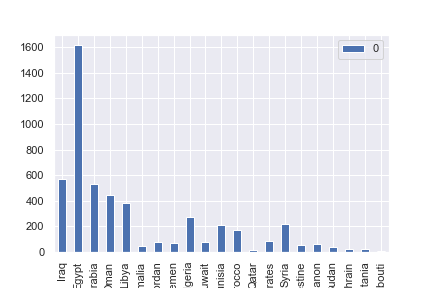 0
1600
1400
1200
1000
800
600
400
200
0
Iraq
Egypt
rabia
Oman
Libya
malia
ordan
emen
geria
uwait
nisia
rocco
Qatar
rates
Syria
stine
anon
udan
hrain
tania
bouti